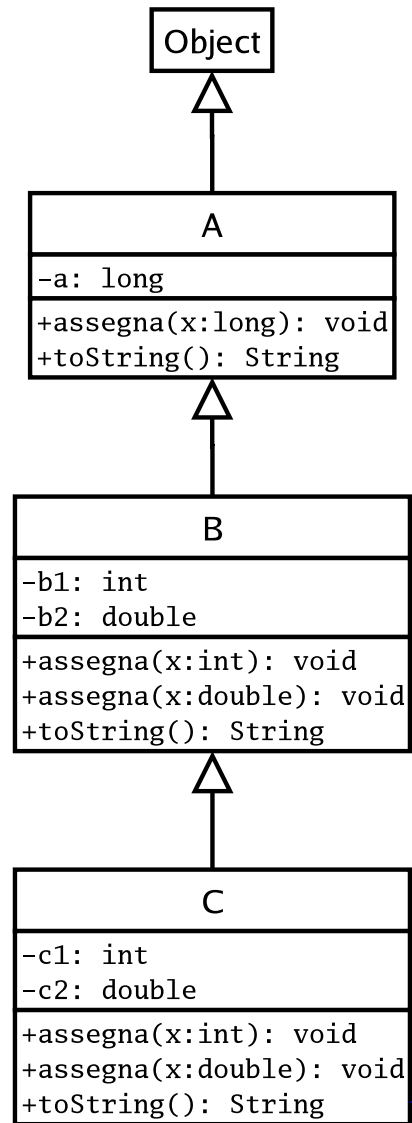 Object
A
-a: long
+assegna(x:long): void
+toString(): String
B
-b1: int
-b2: double
+assegna(x:int): void
+assegna(x:double): void
+toString(): String
C
-c1: int
-c2: double
+assegna(x:int): void
+assegna(x:double): void
+toString(): String